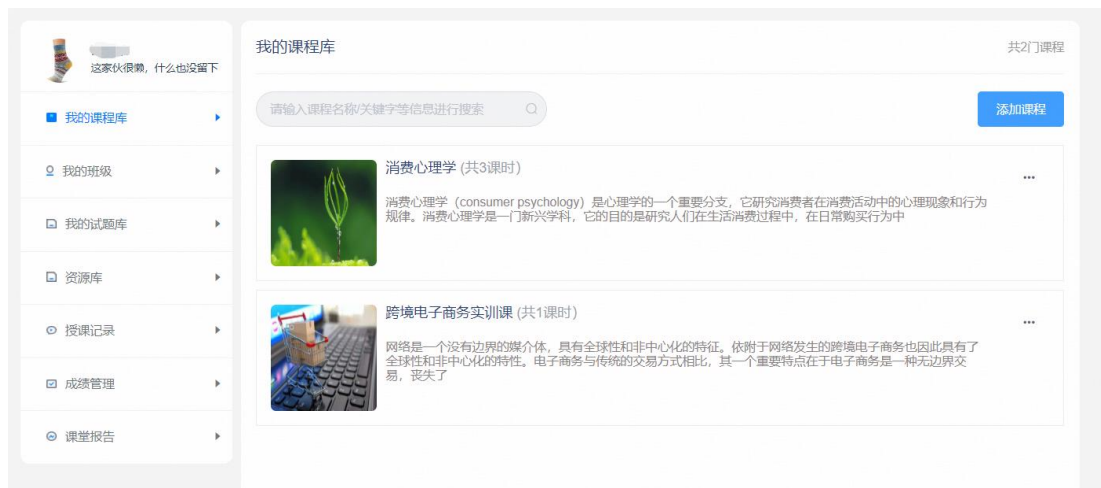 这家伙很懒，什么也没留下
我的课程库
我的班级
我的试题库
资源库
授课记录
成绩管理
课堂报告
我的课程库
共2门课程
请输入课程名称/关键字等信息进行搜索
添加课程
消费心理学 (共3课时)
消费心理学（consumer psychology）是心理学的一个重要分支，它研究消费者在消费活动中的心理现象和行为
规律。消费心理学是一门新兴学科，它的目的是研究人们在生活消费过程中，在日常购买行为中
跨境电子商务实训课 (共1课时)
网络是一个没有边界的媒介体，具有全球性和非中心化的特征。依附于网络发生的跨境电子商务也因此具有了
全球性和非中心化的特性。电子商务与传统的交易方式相比，其一个重要特点在于电子商务是一种无边界交
易，丧失了